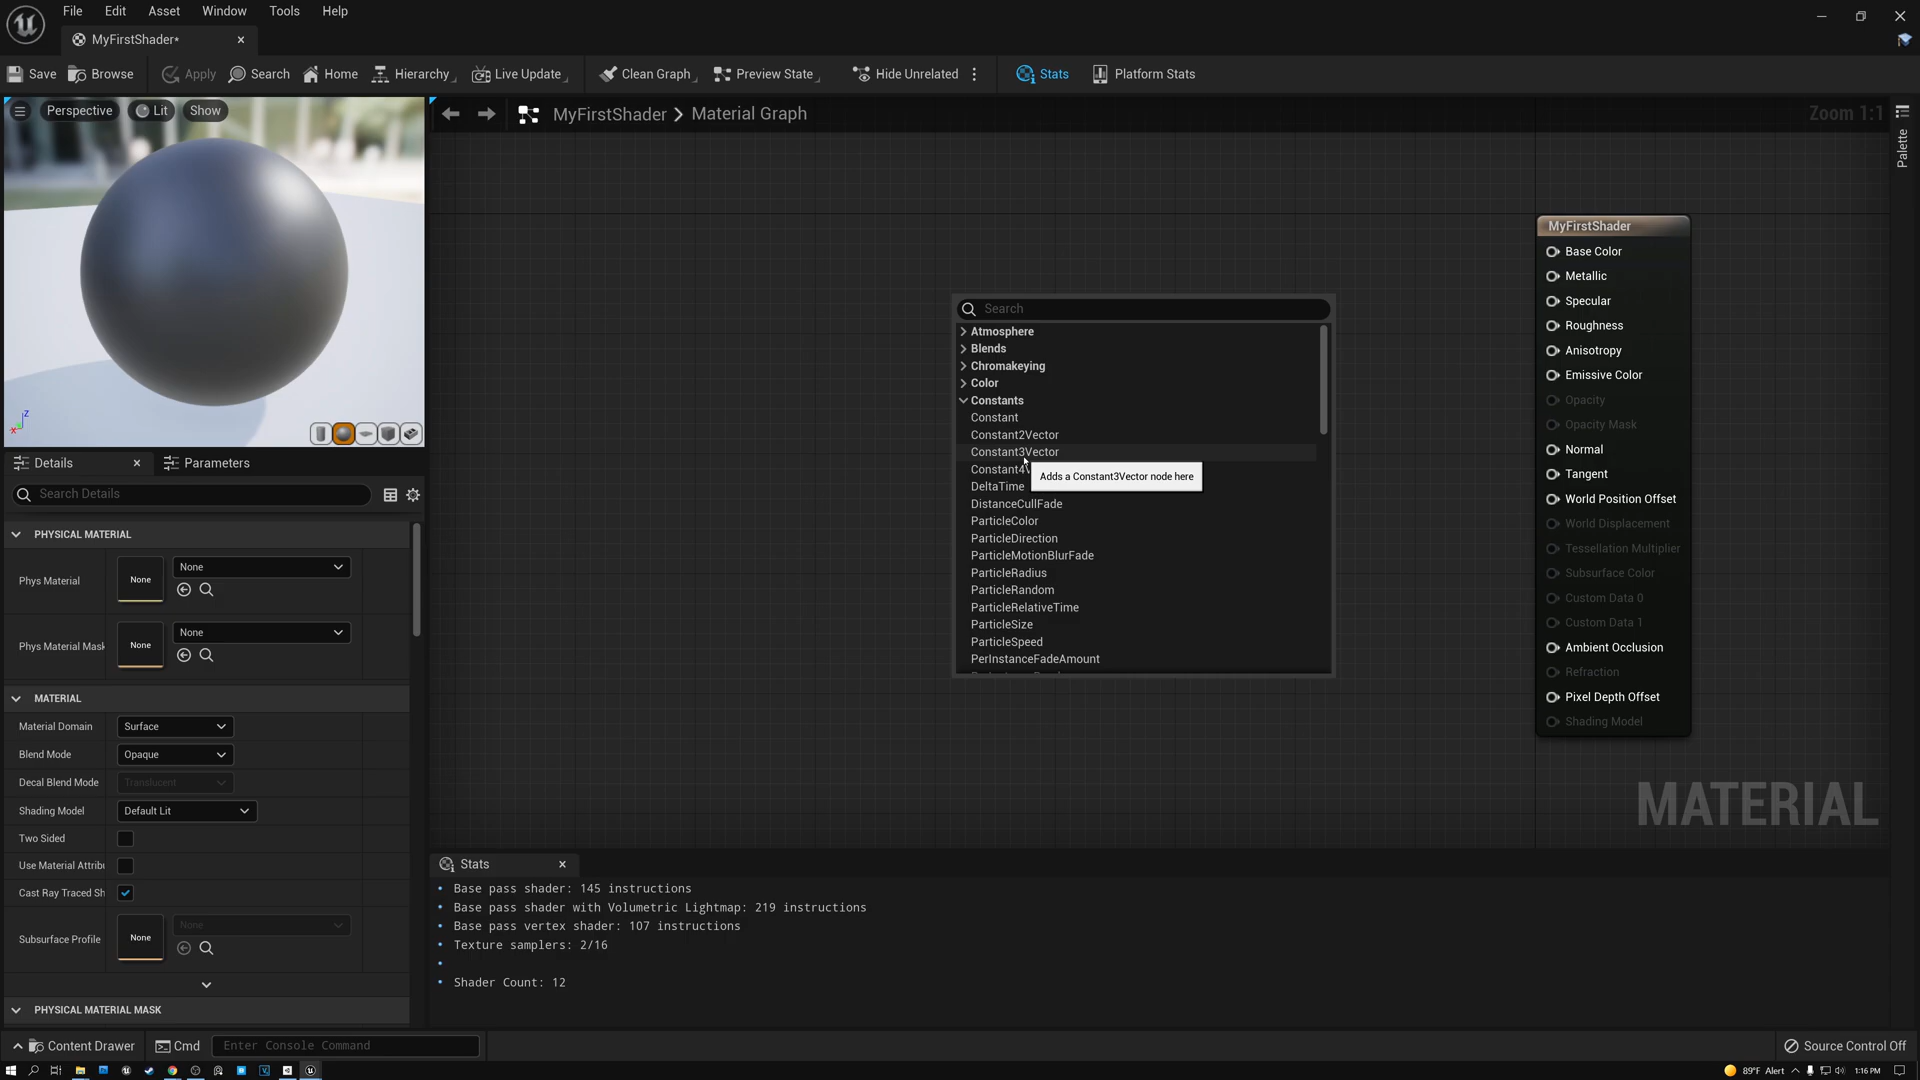 File Edit Asset Window Tools Help
MyFirstShader*
Save Browse Apply Search Home Hierarchy Live Update Clean Graph Preview State Hide Unrelated Stats Platform Stats
Perspective Lit Show
MyFirstShader > Material Graph
Zoom 1:1
Palette
z
x
Details
Parameters
Search Details
PHYSICAL MATERIAL
Phys Material
None
None
Phys Material Mask
None
None
MATERIAL
Material Domain Surface
Blend Mode Opaque
Decal Blend Mode Translucent
Shading Model Default Lit
Two Sided
Use Material Attribu
Cast Ray Traced Sh
Subsurface Profile
None
None
PHYSICAL MATERIAL MASK
Search
Atmosphere
Blends
Chromakeying
Color
Constants
Constant
Constant2Vector
Constant3Vector
Constant4V
Adds a Constant3Vector node here
DeltaTime
DistanceCullFade
ParticleColor
ParticleDirection
ParticleMotionBlurFade
ParticleRadius
ParticleRandom
ParticleRelativeTime
ParticleSize
ParticleSpeed
PerInstanceFadeAmount
MyFirstShader
Base Color
Metallic
Specular
Roughness
Anisotropy
Emissive Color
Opacity
Opacity Mask
Normal
Tangent
World Position Offset
World Displacement
Tessellation Multiplier
Subsurface Color
Custom Data 0
Custom Data 1
Ambient Occlusion
Refraction
Pixel Depth Offset
Shading Model
MATERIAL
Stats
Base pass shader: 145 instructions
Base pass shader with Volumetric Lightmap: 219 instructions
Base pass vertex shader: 107 instructions
Texture samplers: 2/16
Shader Count: 12
Content Drawer Cmd Enter Console Command
Source Control Off
89°F Alert 1:16 PM